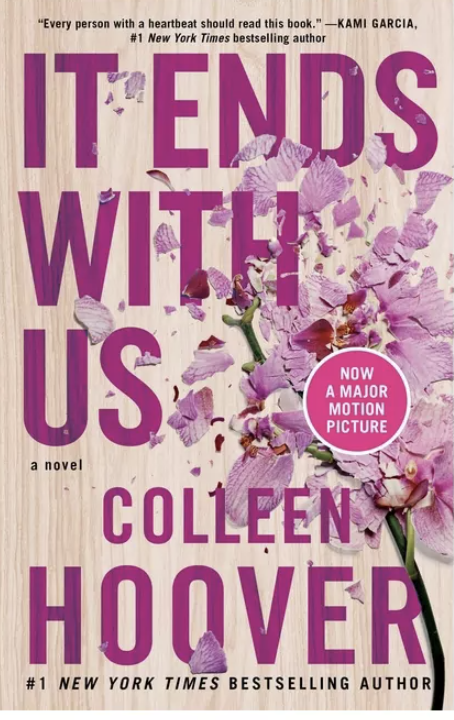 “Every person with a heartbeat should read this book.” —KAMI GARCIA,
#1 New York Times bestselling author
IT ENDS
WITH
US
NOW
A MAJOR
MOTION
PICTURE
a novel
COLLEEN
HOOVER
#1 NEW YORK TIMES BESTSELLING AUTHOR